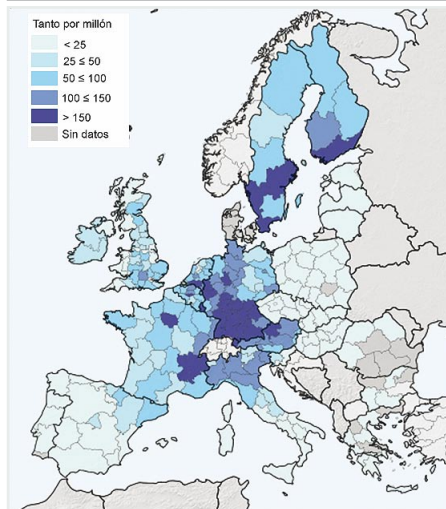 Tanto por millón
< 25
25 ≤ 50
50 ≤ 100
100 ≤ 150
> 150
Sin datos